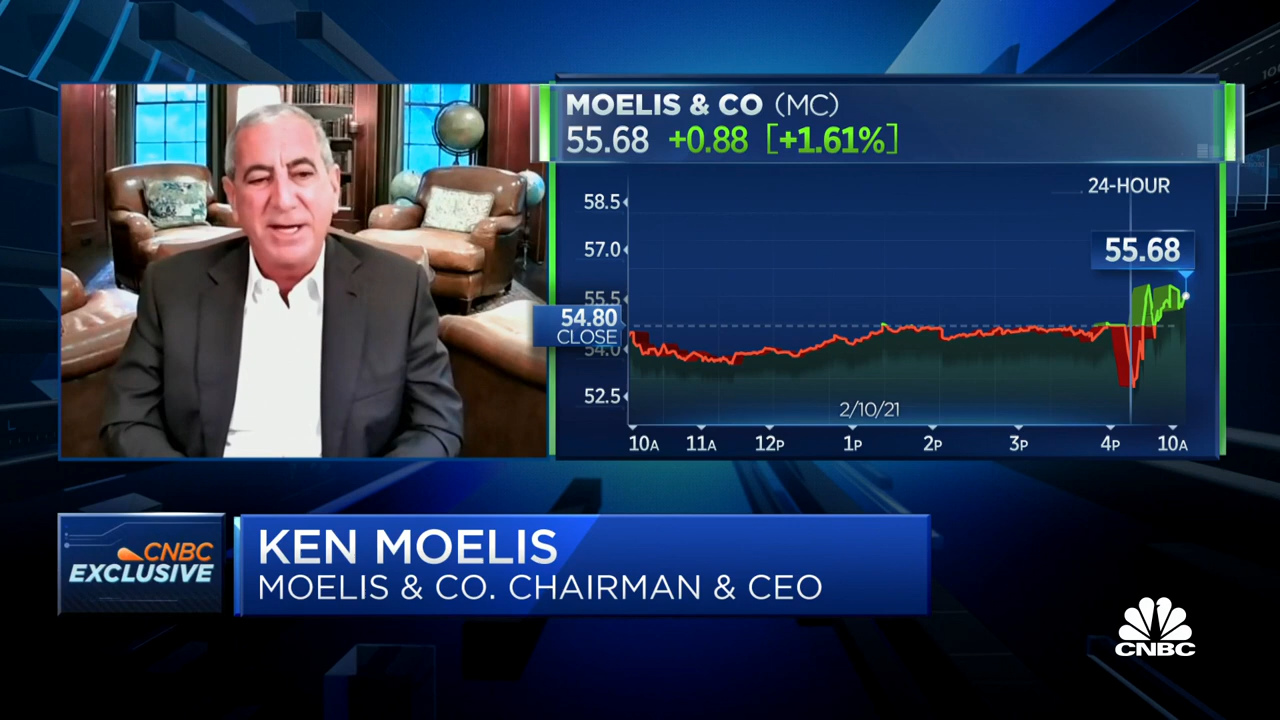 MOELIS & CO (MC)
55.68 +0.88 [+1.61%]
24-HOUR
58.5
57.0
55.5
54.0
52.5
55.68
54.80
CLOSE
2/10/21
10A 11A 12P 1P 2P 3P 4P 10A
CNBC
EXCLUSIVE
KEN MOELIS
MOELIS & CO. CHAIRMAN & CEO
CNBC